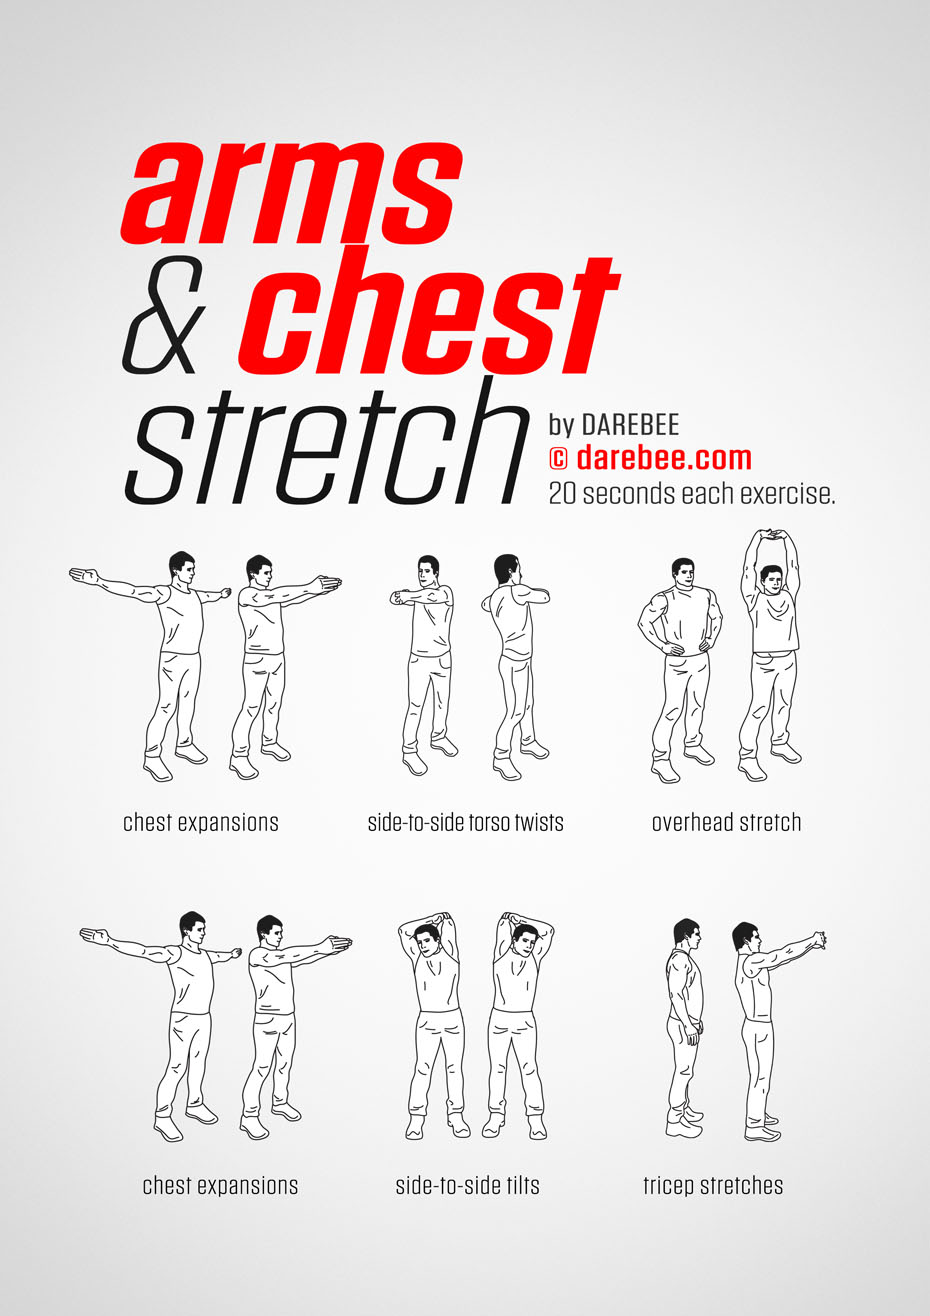 arms
& chest
stretch
by DAREBEE
© darebee.com
20 seconds each exercise.
chest expansions
side-to-side torso twists
overhead stretch
chest expansions
side-to-side tilts
tricep stretches